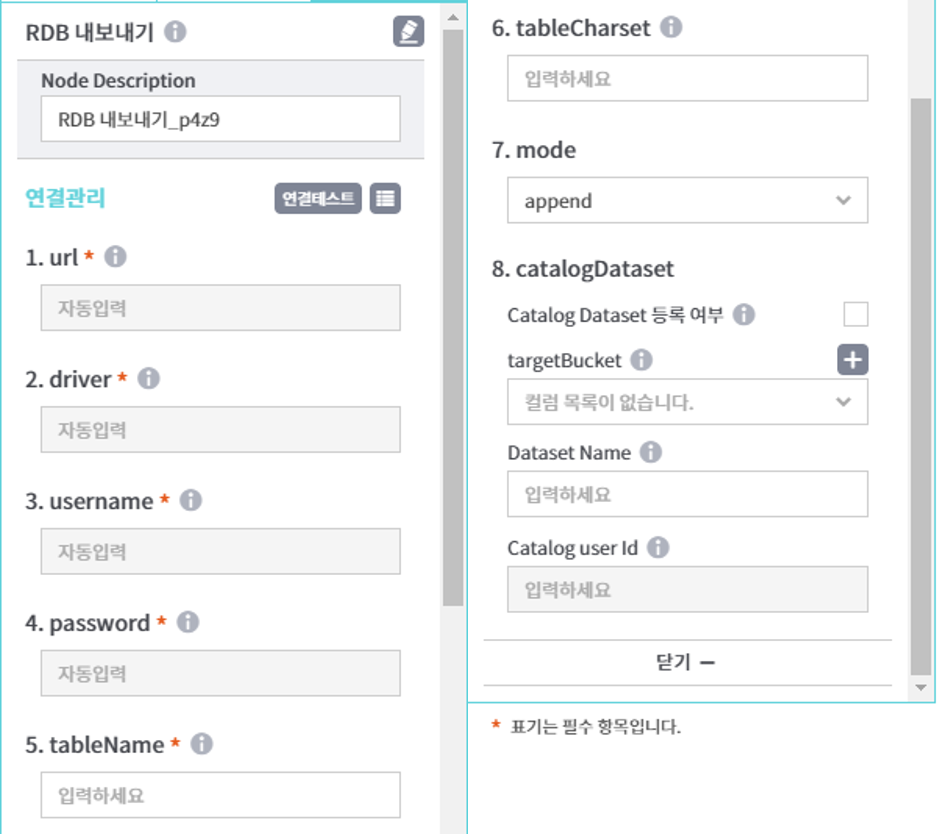 RDB 내보내기
Node Description
RDB 내보내기_p4z9
연결관리
연결테스트
1. url *
자동입력
2. driver *
자동입력
3. username *
자동입력
4. password *
자동입력
5. tableName *
입력하세요
6. tableCharset
입력하세요
7. mode
append
8. catalogDataset
Catalog Dataset 등록 여부
targetBucket
컬럼 목록이 없습니다.
Dataset Name
입력하세요
Catalog user Id
입력하세요
닫기 −
* 표기는 필수 항목입니다.